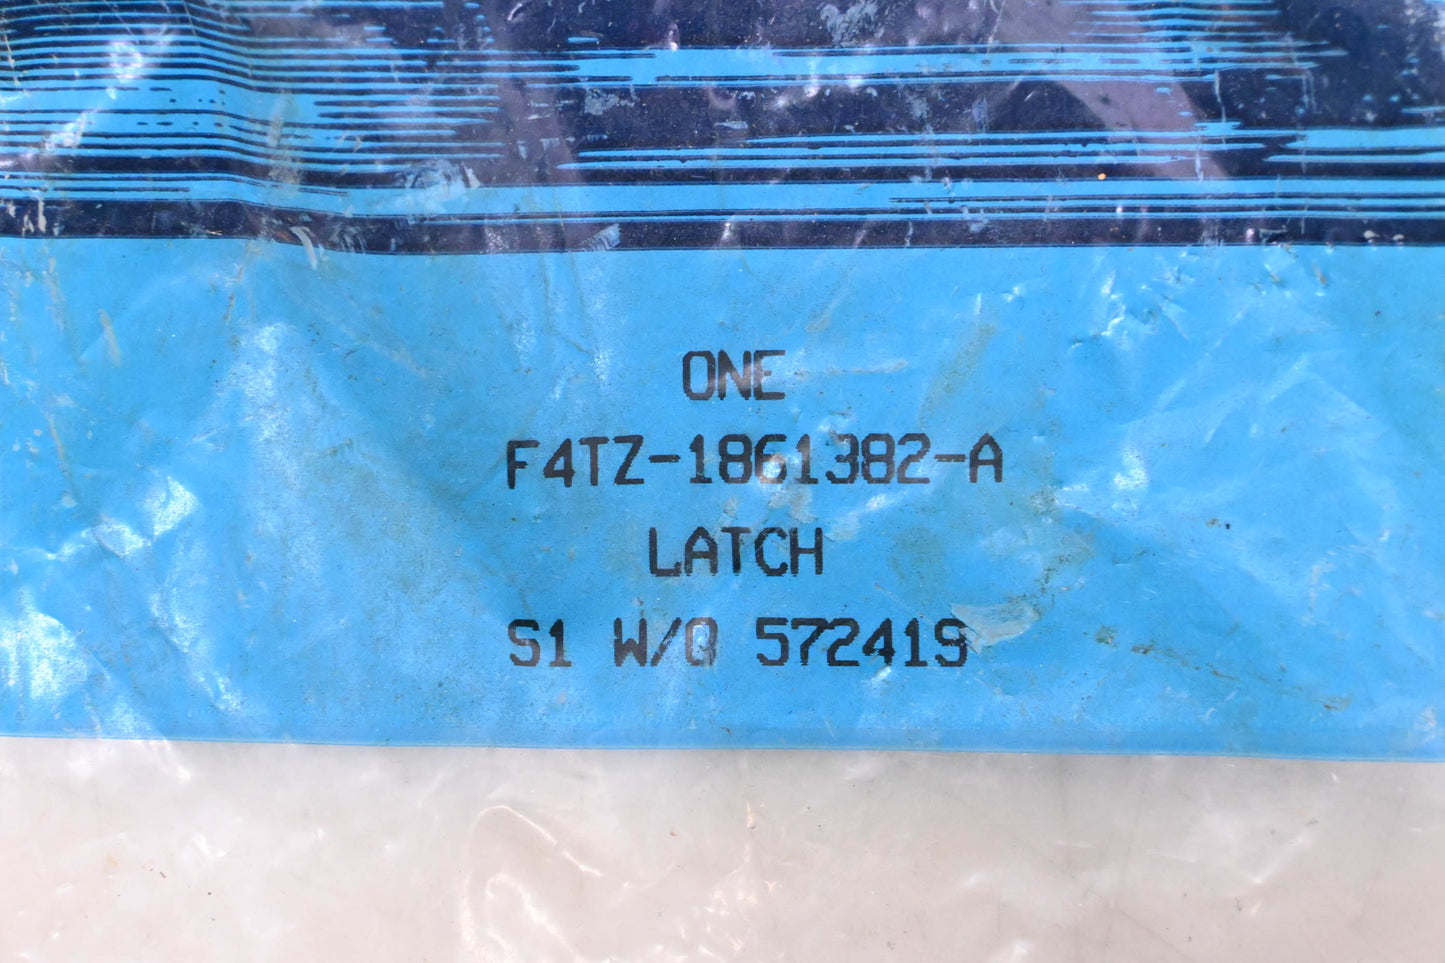 ONE
F4TZ-1861382-A
LATCH
S1 W/O 572419